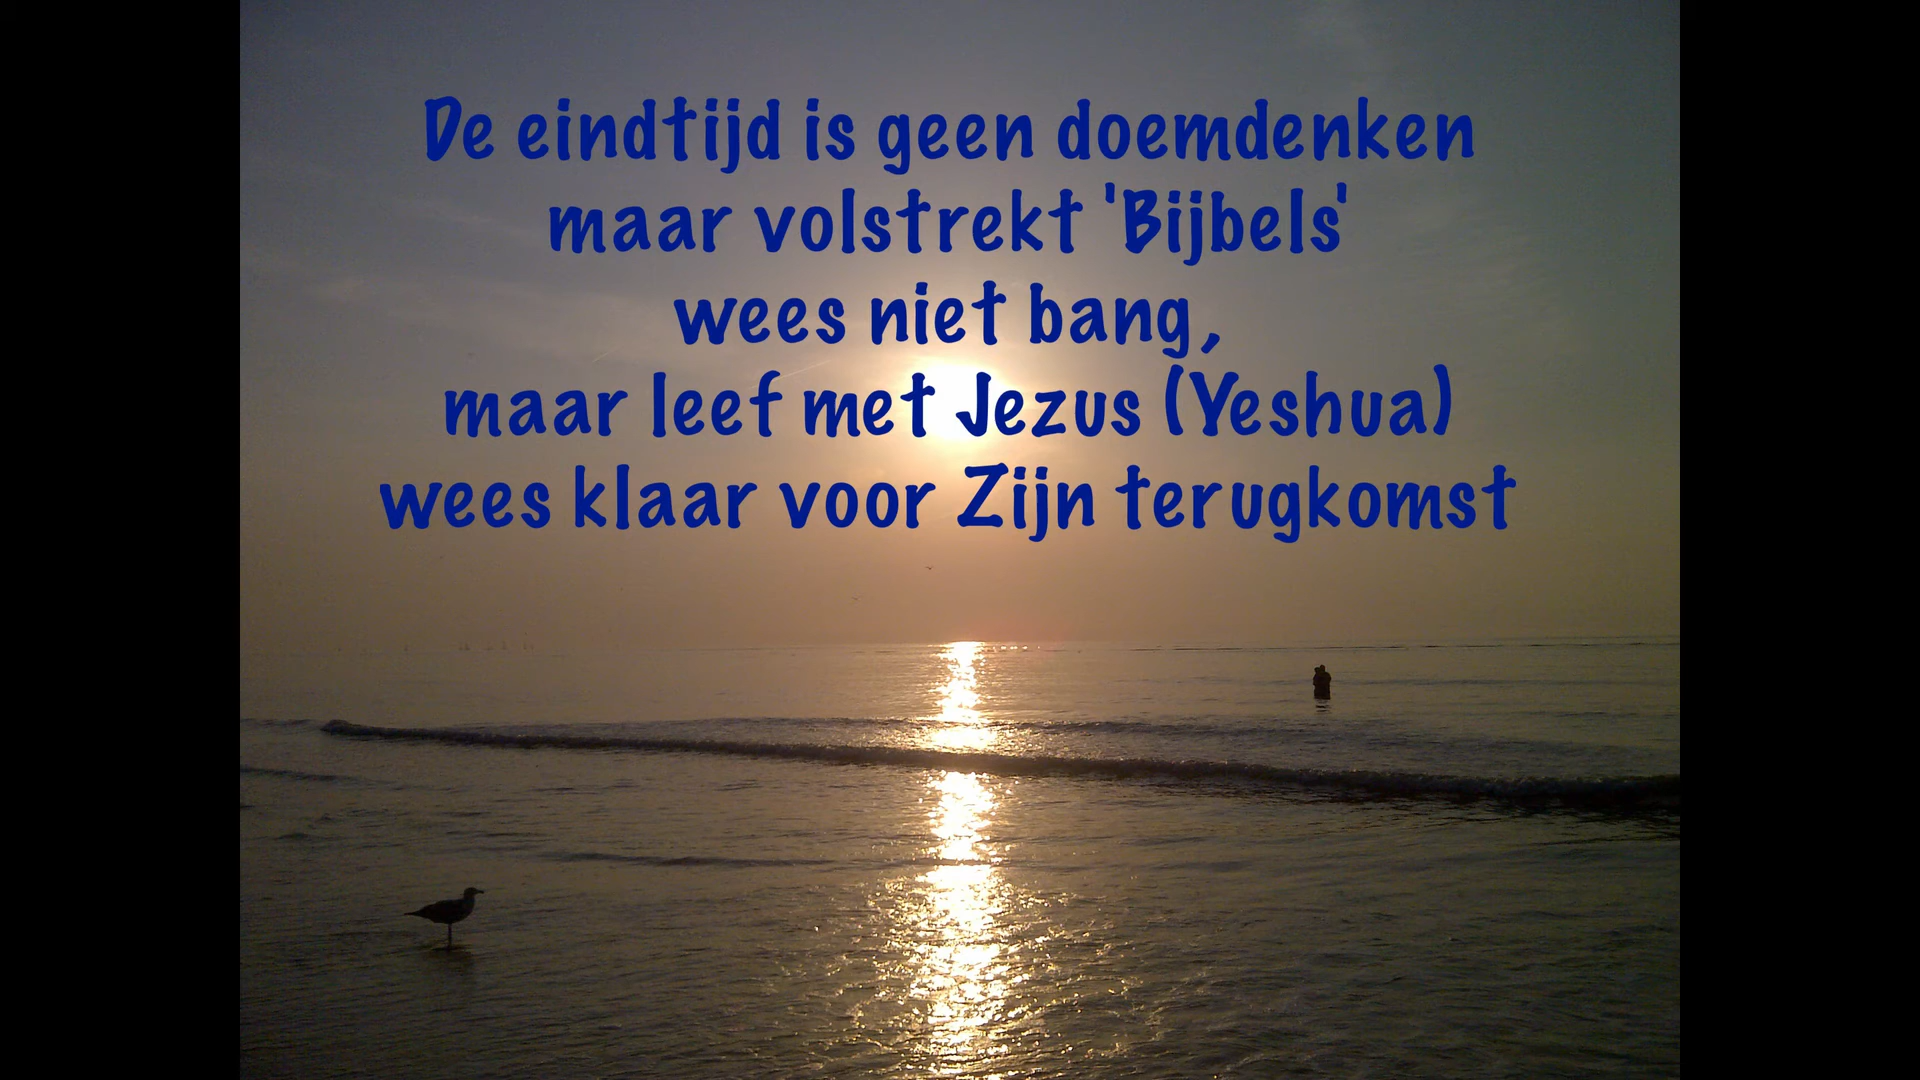 De eindtijd is geen doemdenken
maar volstrekt 'Bijbels'
wees niet bang,
maar leef met Jezus (Yeshua)
wees klaar voor Zijn terugkomst